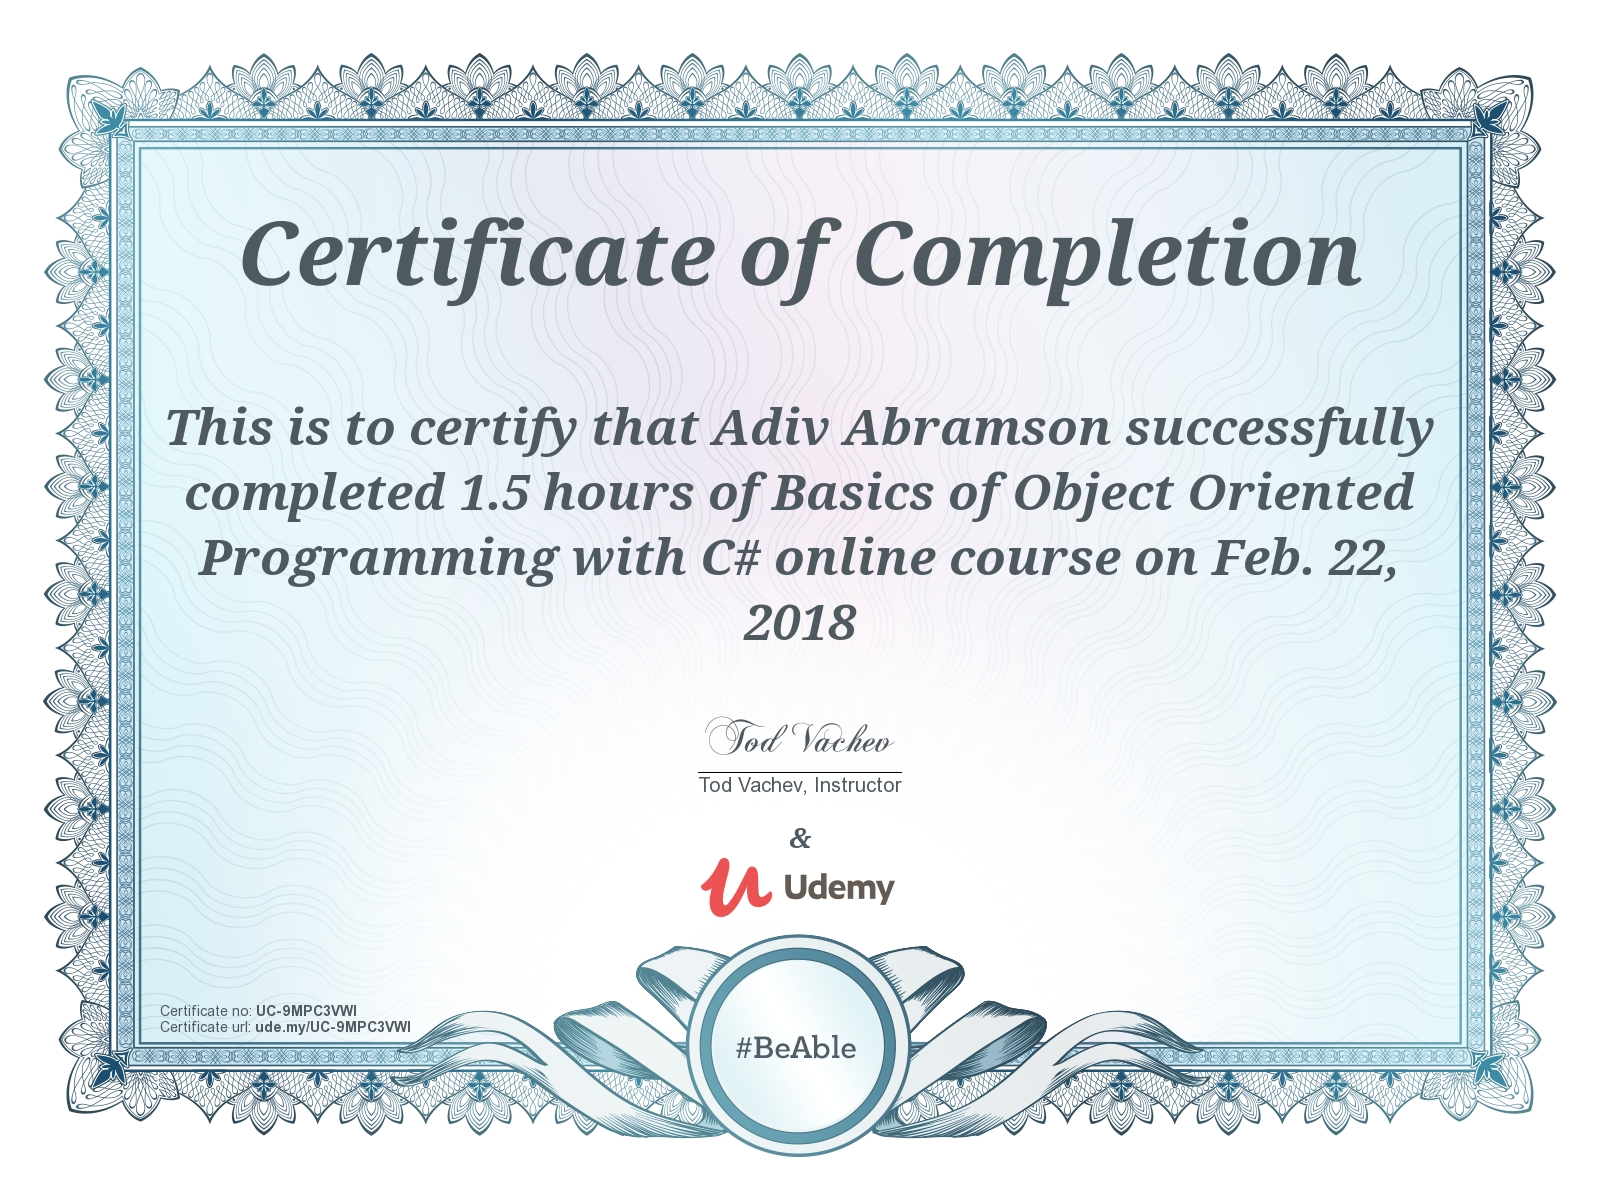 Certificate of Completion
This is to certify that Adiv Abramson successfully
completed 1.5 hours of Basics of Object Oriented
Programming with C# online course on Feb. 22,
2018
Tod Vachev
Tod Vachev, Instructor
&
Udemy
Certificate no: UC-9MPC3VWI
Certificate url: ude.my/UC-9MPC3VWI
#BeAble